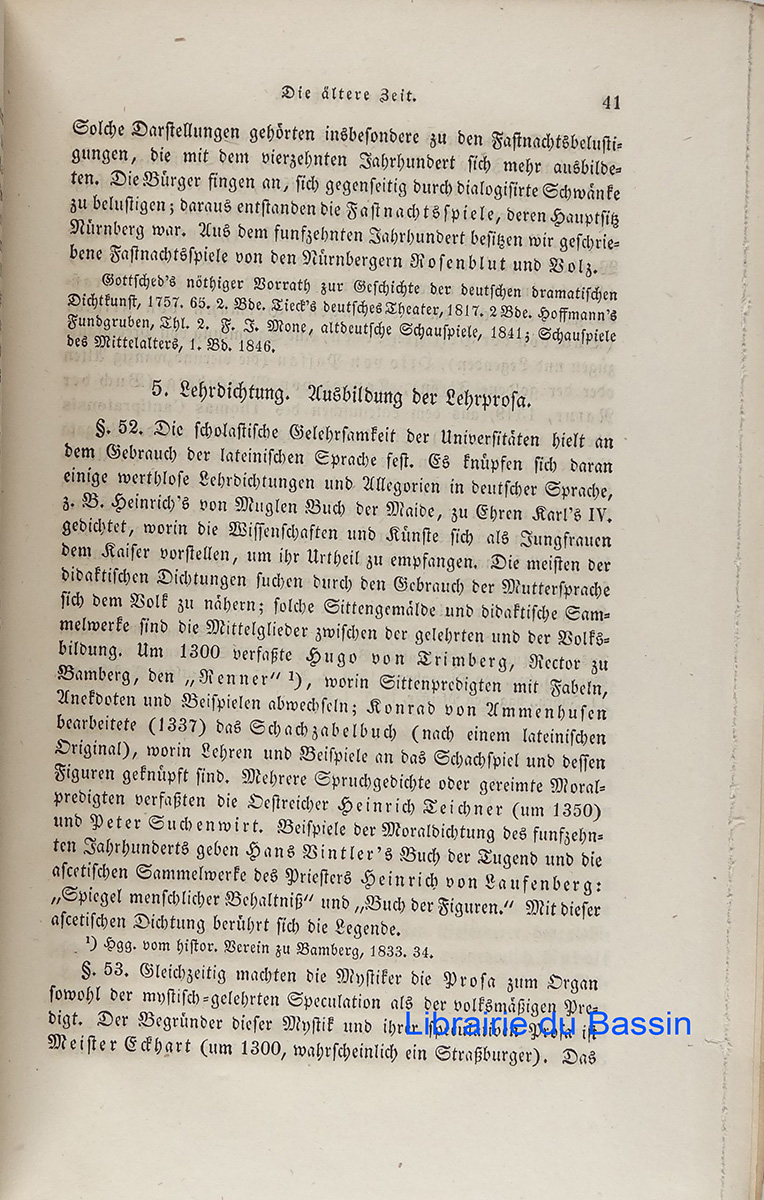 Die ältere Zeit.
41
Solche Darstellungen gehörten insbesondere zu den Fastnachtsbelusti=
gungen, die mit dem vierzehnten Jahrhundert sich mehr ausbilde=
ten. Die Bürger fingen an, sich gegenseitig durch dialogisirte Schwänke
zu belustigen; daraus entstanden die Fastnachtsspiele, deren Hauptsitz
Nürnberg war. Aus dem funfzehnten Jahrhundert besitzen wir geschrie=
bene Fastnachtsspiele von den Nürnbergern Rosenblut und Volz.
Gottsched's nöthiger Vorrath zur Geschichte der deutschen dramatischen
Dichtkunst, 1757. 65. 2. Bde. Tieck's deutsches Theater, 1817. 2 Bde. Hoffmann's
Fundgruben, Thl. 2. F. J. Mone, altdeutsche Schauspiele, 1841; Schauspiele
des Mittelalters, 1. Bd. 1846.
5. Lehrdichtung. Ausbildung der Lehrprosa.
§. 52. Die scholastische Gelehrsamkeit der Universitäten hielt an
dem Gebrauch der lateinischen Sprache fest. Es knüpfen sich daran
einige werthlose Lehrdichtungen und Allegorien in deutscher Sprache,
z. B. Heinrich's von Muglen Buch der Maide, zu Ehren Karl's IV.
gedichtet, worin die Wissenschaften und Künste sich als Jungfrauen
dem Kaiser vorstellen, um ihr Urtheil zu empfangen. Die meisten der
didaktischen Dichtungen suchen durch den Gebrauch der Muttersprache
sich dem Volk zu nähern; solche Sittengemälde und didaktische Sam=
melwerke sind die Mittelglieder zwischen der gelehrten und der Volks=
bildung. Um 1300 verfaßte Hugo von Trimberg, Rector zu
Bamberg, den „Renner" ¹), worin Sittenpredigten mit Fabeln,
Anekdoten und Beispielen abwechseln; Konrad von Ammenhusen
bearbeitete (1337) das Schachzabelbuch (nach einem lateinischen
Original), worin Lehren und Beispiele an das Schachspiel und dessen
Figuren geknüpft sind. Mehrere Spruchgedichte oder gereimte Moral=
predigten verfaßten die Oestreicher Heinrich Teichner (um 1350)
und Peter Suchenwirt. Beispiele der Moraldichtung des funfzehn=
ten Jahrhunderts geben Hans Vintler's Buch der Tugend und die
ascetischen Sammelwerke des Priesters Heinrich von Laufenberg:
„Spiegel menschlicher Behaltniß" und „Buch der Figuren." Mit dieser
ascetischen Dichtung berührt sich die Legende.
¹) Hgg. vom histor. Verein zu Bamberg, 1833. 34.
§. 53. Gleichzeitig machten die Mystiker die Prosa zum Organ
sowohl der mystisch=gelehrten Speculation als der volksmäßigen Pre=
digt. Der Begründer dieser Mystik und ihrer speculativen Prosa ist
Meister Eckhart (um 1300, wahrscheinlich ein Straßburger). Das
Librairie du Bassin